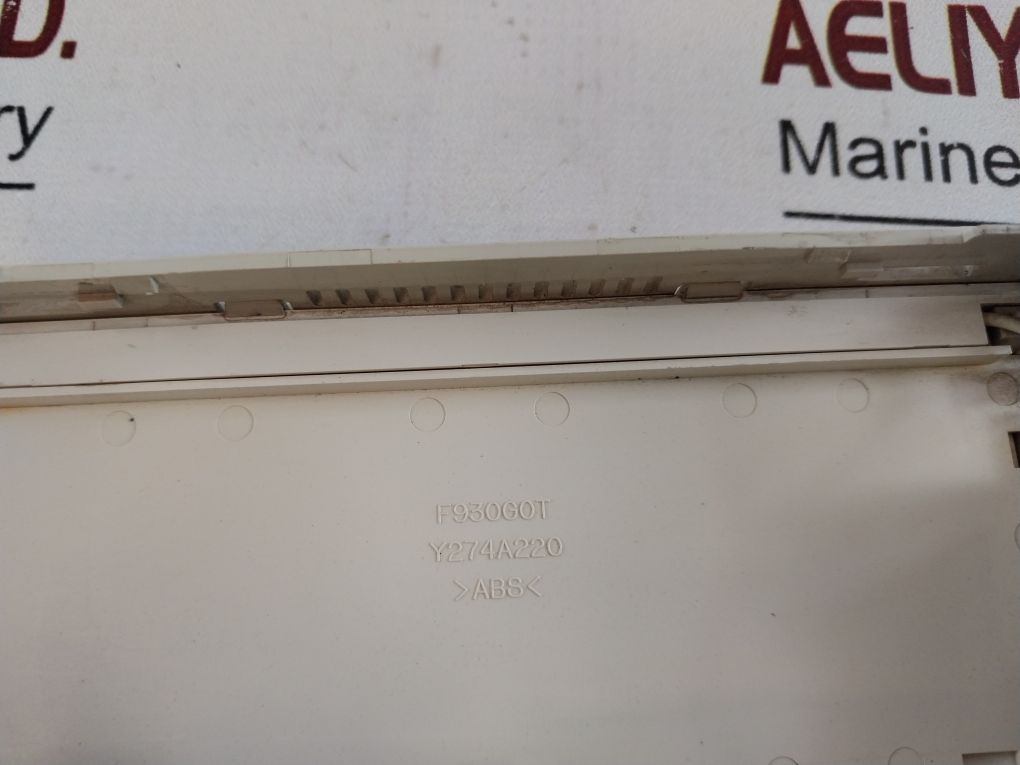 D.
AELIY
ry
Marine
F930GOT
Y274A220
>ABS<